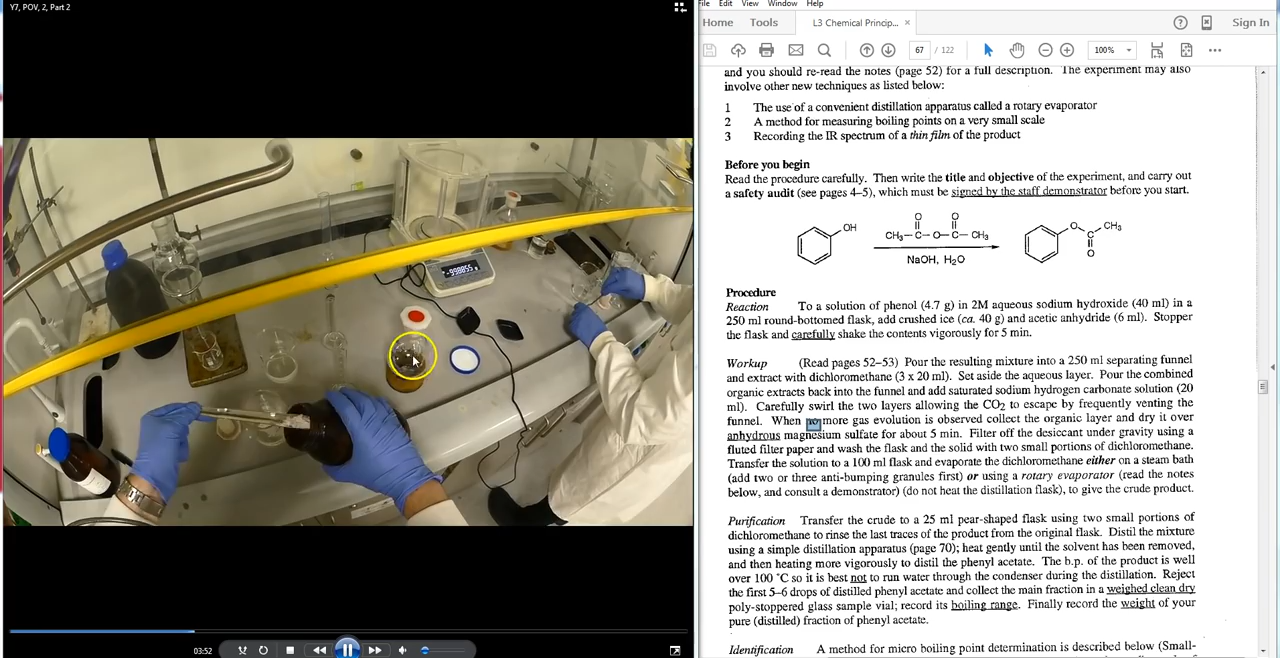 Y7, POV, 2, Part 2
File Edit View Window Help
Home Tools L3 Chemical Princip... × Sign In
67 / 122 100%
and you should re-read the notes (page 52) for a full description. The experiment may also
involve other new techniques as listed below:
1 The use of a convenient distillation apparatus called a rotary evaporator
2 A method for measuring boiling points on a very small scale
3 Recording the IR spectrum of a thin film of the product
Before you begin
Read the procedure carefully. Then write the title and objective of the experiment, and carry out
a safety audit (see pages 4–5), which must be signed by the staff demonstrator before you start.
OH
O O
CH3—C—O—C—CH3
NaOH, H2O
O C CH3
O
Procedure
Reaction To a solution of phenol (4.7 g) in 2M aqueous sodium hydroxide (40 ml) in a
250 ml round-bottomed flask, add crushed ice (ca. 40 g) and acetic anhydride (6 ml). Stopper
the flask and carefully shake the contents vigorously for 5 min.
Workup (Read pages 52–53) Pour the resulting mixture into a 250 ml separating funnel
and extract with dichloromethane (3 x 20 ml). Set aside the aqueous layer. Pour the combined
organic extracts back into the funnel and add saturated sodium hydrogen carbonate solution (20
ml). Carefully swirl the two layers allowing the CO2 to escape by frequently venting the
funnel. When no more gas evolution is observed collect the organic layer and dry it over
anhydrous magnesium sulfate for about 5 min. Filter off the desiccant under gravity using a
fluted filter paper and wash the flask and the solid with two small portions of dichloromethane.
Transfer the solution to a 100 ml flask and evaporate the dichloromethane either on a steam bath
(add two or three anti-bumping granules first) or using a rotary evaporator (read the notes
below, and consult a demonstrator) (do not heat the distillation flask), to give the crude product.
Purification Transfer the crude to a 25 ml pear-shaped flask using two small portions of
dichloromethane to rinse the last traces of the product from the original flask. Distil the mixture
using a simple distillation apparatus (page 70); heat gently until the solvent has been removed,
and then heating more vigorously to distil the phenyl acetate. The b.p. of the product is well
over 100 °C so it is best not to run water through the condenser during the distillation. Reject
the first 5–6 drops of distilled phenyl acetate and collect the main fraction in a weighed clean dry
poly-stoppered glass sample vial; record its boiling range. Finally record the weight of your
pure (distilled) fraction of phenyl acetate.
Identification A method for micro boiling point determination is described below (Small-
03:52